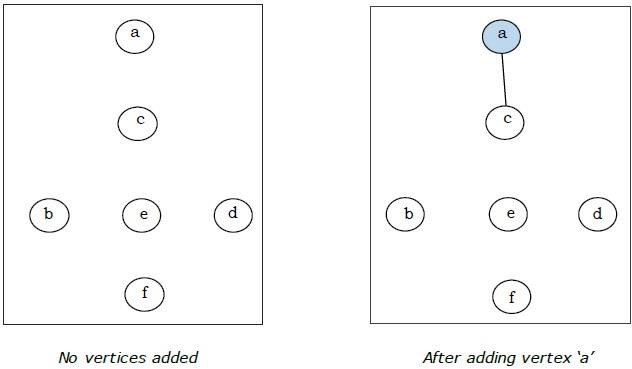 a
c
b e d
f
No vertices added
a
c
b e d
f
After adding vertex ‘a’